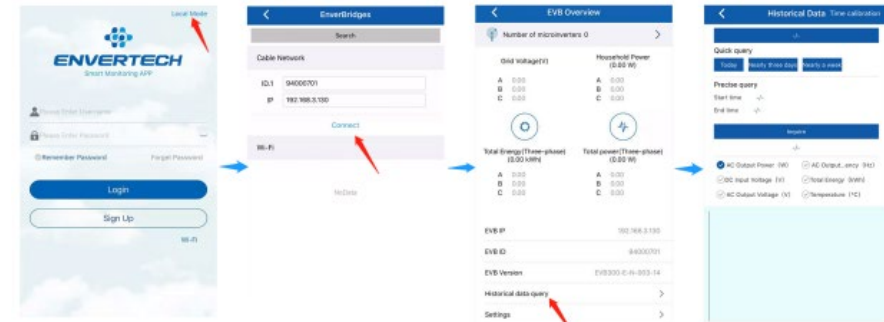 Local Mode
ENVERTECH
Smart Monitoring APP
Please Enter Username
Please Enter Password
Remember Password
Forget Password
Login
Sign Up
Wi-Fi
EnverBridges
Search
Cable Network
ID.1 94000701
IP 192.168.3.130
Connect
Wi-Fi
NoData
EVB Overview
Number of microinverters 0
Grid Voltage(V)
Household Power
(0.00 W)
A 0.00 A 0.00
B 0.00 B 0.00
C 0.00 C 0.00
Total Energy(Three-phase)
(0.00 kWh)
Total power(Three-phase)
(0.00 W)
A 0.00 A 0.00
B 0.00 B 0.00
C 0.00 C 0.00
EVB IP 192.168.3.130
EVB ID 94000701
EVB Version
Historical data query
Settings
Historical Data Time calibration
-/-
Quick query
Today Nearly three days Nearly a week
Precise query
Start time -/-
End time -/-
Require
-/-
AC Output Power (W) AC Output...ency (Hz)
DC Input Voltage (V) Total Energy (kWh)
AC Output Voltage (V) Temperature (°C)